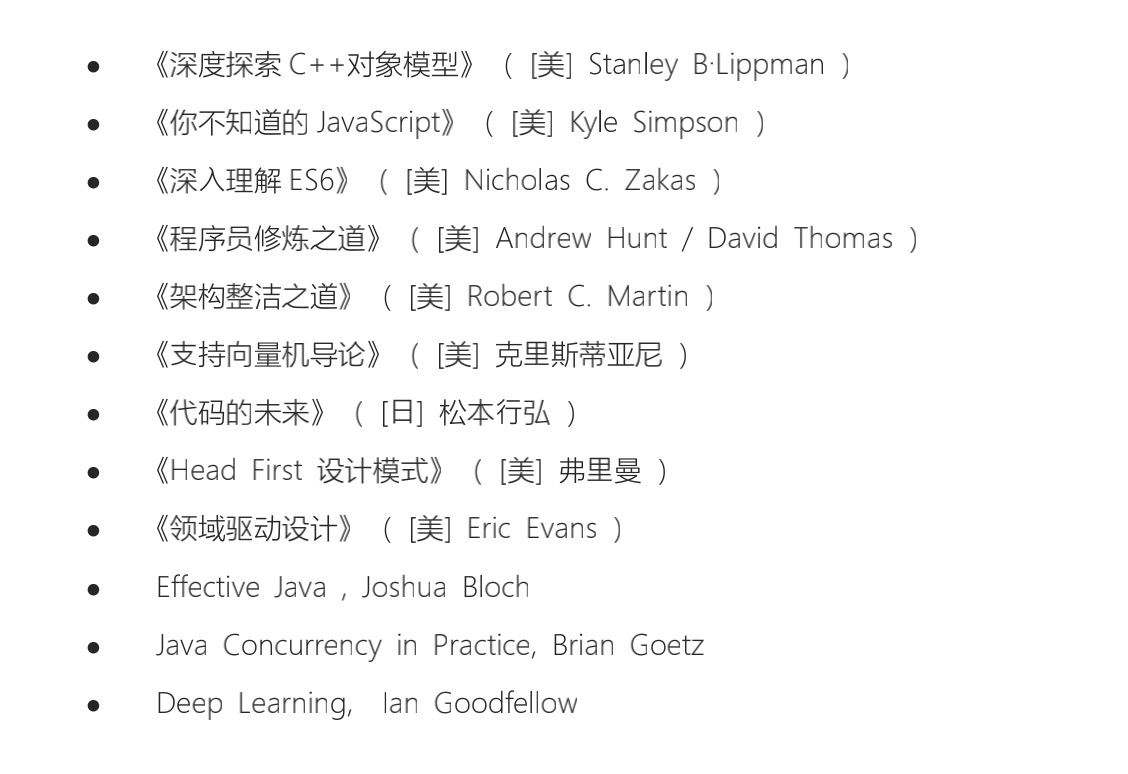 ● 《深度探索 C++对象模型》 ( [美] Stanley B·Lippman )
● 《你不知道的 JavaScript》 ( [美] Kyle Simpson )
● 《深入理解 ES6》 ( [美] Nicholas C. Zakas )
● 《程序员修炼之道》 ( [美] Andrew Hunt / David Thomas )
● 《架构整洁之道》 ( [美] Robert C. Martin )
● 《支持向量机导论》 ( [美] 克里斯蒂亚尼 )
● 《代码的未来》 ( [日] 松本行弘 )
● 《Head First 设计模式》 ( [美] 弗里曼 )
● 《领域驱动设计》 ( [美] Eric Evans )
● Effective Java , Joshua Bloch
● Java Concurrency in Practice, Brian Goetz
● Deep Learning, Ian Goodfellow